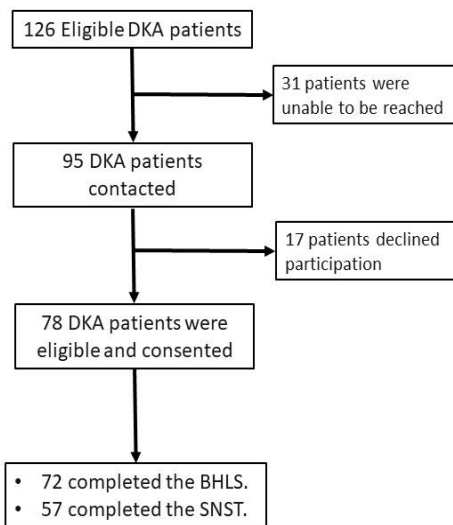 126 Eligible DKA patients
31 patients were
unable to be reached
95 DKA patients
contacted
17 patients declined
participation
78 DKA patients were
eligible and consented
• 72 completed the BHLS.
• 57 completed the SNST.